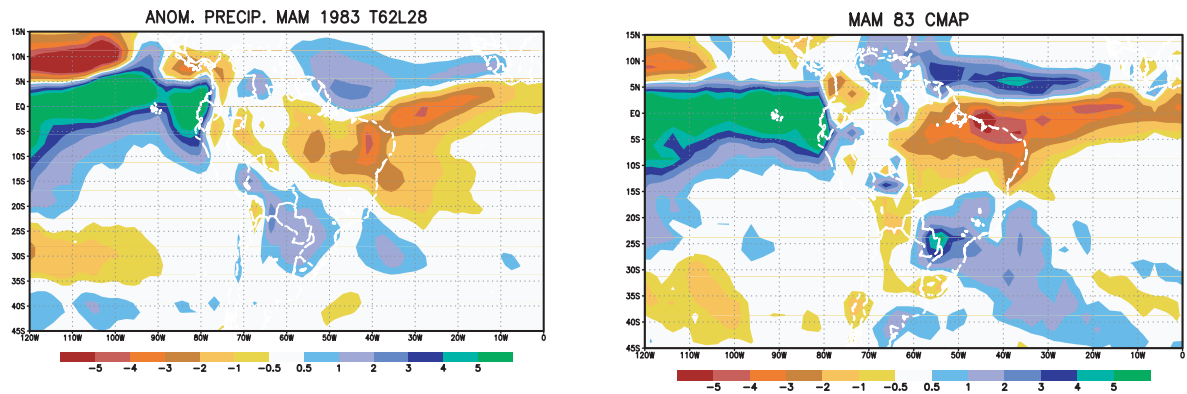 ANOM. PRECIP. MAM 1983 T62L28
15N
10N
5N
EQ
5S
10S
15S
20S
25S
30S
35S
40S
45S
120W 110W 100W 90W 80W 70W 60W 50W 40W 30W 20W 10W 0
-5 -4 -3 -2 -1 -0.5 0.5 1 2 3 4 5
MAM 83 CMAP
15N
10N
5N
EQ
5S
10S
15S
20S
25S
30S
35S
40S
45S
120W 110W 100W 90W 80W 70W 60W 50W 40W 30W 20W 10W 0
-5 -4 -3 -2 -1 -0.5 0.5 1 2 3 4 5